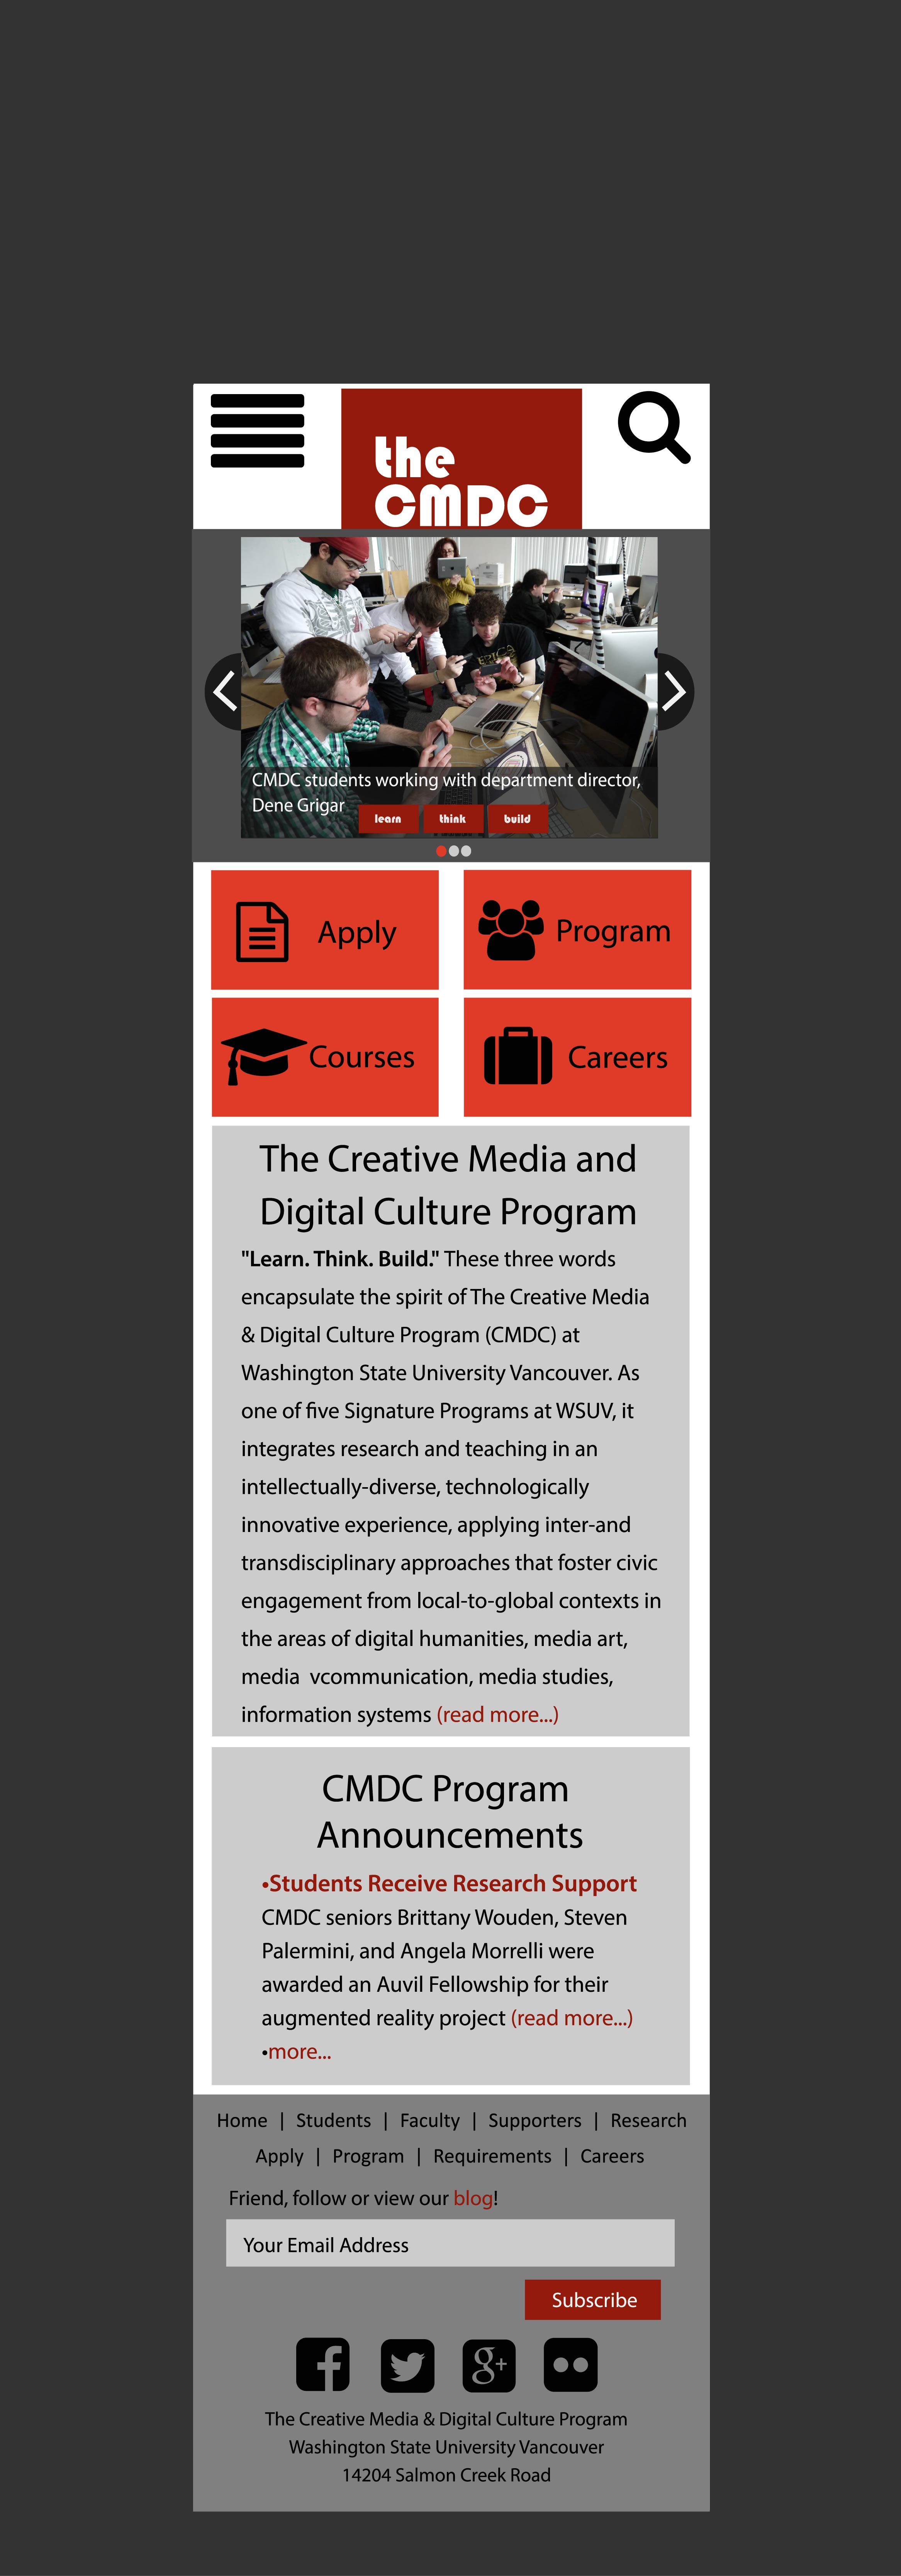 the
CMDC
EPICA
CMDC students working with department director,
Dene Grigar
learn think build
Apply
Program
Courses
Careers
The Creative Media and
Digital Culture Program
"Learn. Think. Build." These three words
encapsulate the spirit of The Creative Media
& Digital Culture Program (CMDC) at
Washington State University Vancouver. As
one of five Signature Programs at WSUV, it
integrates research and teaching in an
intellectually-diverse, technologically
innovative experience, applying inter-and
transdisciplinary approaches that foster civic
engagement from local-to-global contexts in
the areas of digital humanities, media art,
media  vcommunication, media studies,
information systems (read more...)
CMDC Program
Announcements
•Students Receive Research Support
CMDC seniors Brittany Wouden, Steven
Palermini, and Angela Morrelli were
awarded an Auvil Fellowship for their
augmented reality project (read more...)
•more...
Home | Students | Faculty | Supporters | Research
Apply | Program | Requirements | Careers
Friend, follow or view our blog!
Your Email Address
Subscribe
f g+
The Creative Media & Digital Culture Program
Washington State University Vancouver
14204 Salmon Creek Road